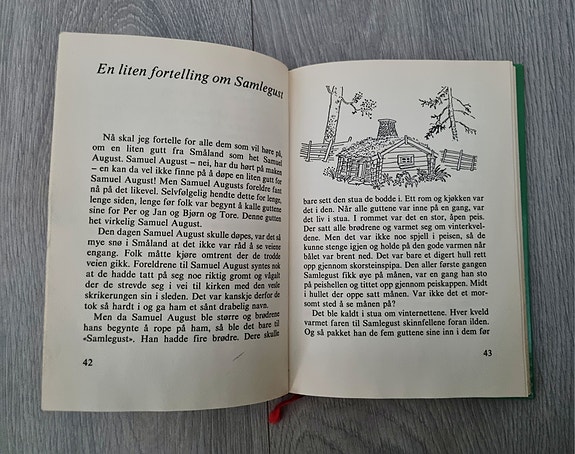 En liten fortelling om Samlegust
Nå skal jeg fortelle for alle dem som vil høre på,
om en liten gutt fra Småland som het Samuel
August. Samuel August – nei, har du hørt på maken
– en kan da vel ikke finne på å døpe en liten gutt for
Samuel August! Men Samuel Augusts foreldre fant
nå på det likevel. Selvfølgelig hendte dette for lenge,
lenge siden, lenge før folk var begynt å kalle guttene
sine for Per og Jan og Bjørn og Tore. Denne gutten
het virkelig Samuel August.
Den dagen Samuel August skulle døpes, var det så
mye snø i Småland at det ikke var råd å se veiene
engang. Folk måtte kjøre omtrent der de trodde
veien gikk. Foreldrene til Samuel August syntes nok
at de hadde tatt på seg noe riktig gromt og vågalt
der de strevde seg i vei til kirken med den vesle
skrikerungen sin i sleden. Det var kanskje derfor de
tok så hardt i og ga ham et sånt drabelig navn.
Men da Samuel August ble større og brødrene
hans begynte å rope på ham, så ble det bare til
«Samlegust». Han hadde fire brødre. Dere skulle
42
bare sett den stua de bodde i. Ett rom og kjøkken var
det i den. Når alle guttene var inne på en gang, var
det liv i stua. I rommet var det en stor, åpen peis.
Der satt alle brødrene og varmet seg om vinterkvel-
dene. Men det var ikke noe spjell i peisen, så de
kunne stenge igjen og holde på den gode varmen når
bålet var brent ned. Det var bare et digert hull rett
opp gjennom skorsteinspipa. Den aller første gangen
Samlegust fikk øye på månen, var en gang han sto
på peishellen og tittet opp gjennom peiskappen. Midt
i hullet der oppe satt månen. Var ikke det et mor-
somt sted å se månen på?
Det ble kaldt i stua om vinternettene. Hver kveld
varmet faren til Samlegust skinnfellene foran ilden.
Og så pakket han de fem guttene sine inn i dem før
43